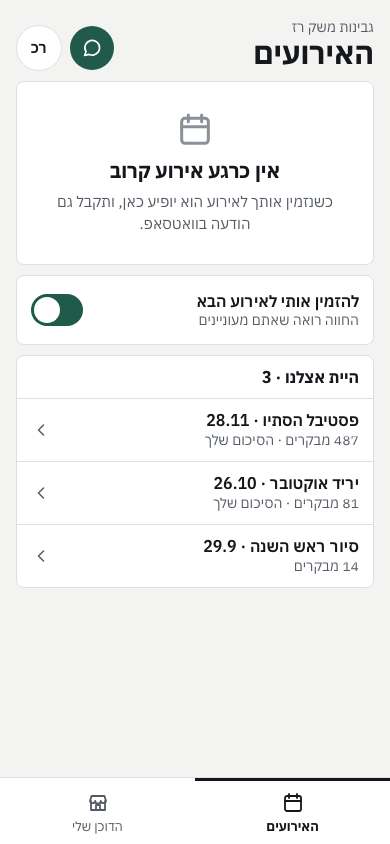 גבינות משק רז
האירועים
רכ
אין כרגע אירוע קרוב
כשנזמין אותך לאירוע הוא יופיע כאן, ותקבל גם
הודעה בוואטסאפ.
להזמין אותי לאירוע הבא
החווה רואה שאתם מעוניינים
היית אצלנו · 3
פסטיבל הסתיו · 28.11
487 מבקרים · הסיכום שלך
יריד אוקטובר · 26.10
81 מבקרים · הסיכום שלך
סיור ראש השנה · 29.9
14 מבקרים
האירועים
הדוכן שלי